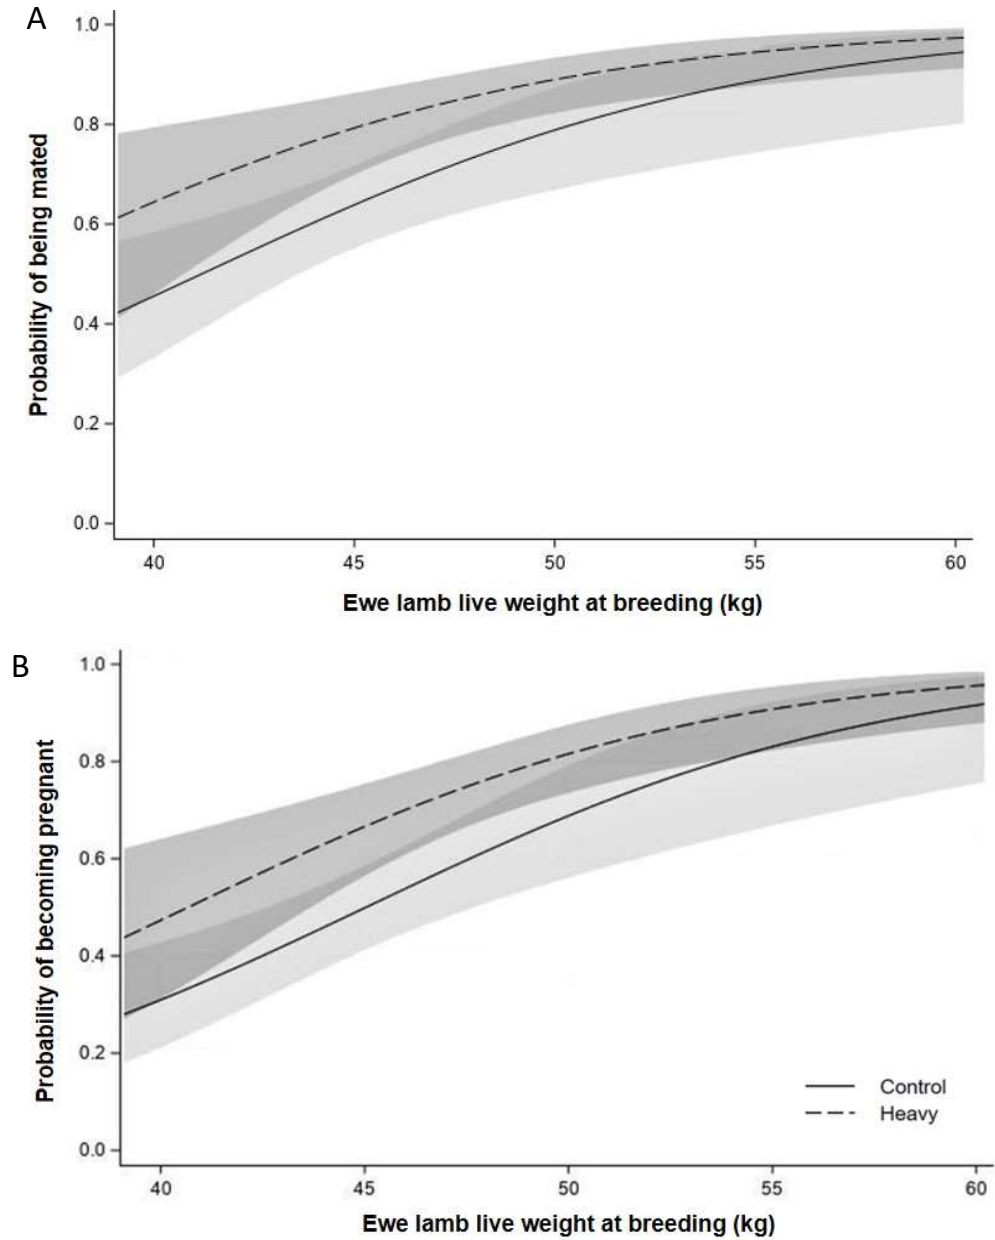 A
1.0
0.8
0.6
0.4
0.2
0.0
Probability of being mated
40 45 50 55 60
Ewe lamb live weight at breeding (kg)
B
1.0
0.8
0.6
0.4
0.2
0.0
Probability of becoming pregnant
Control
Heavy
40 45 50 55 60
Ewe lamb live weight at breeding (kg)